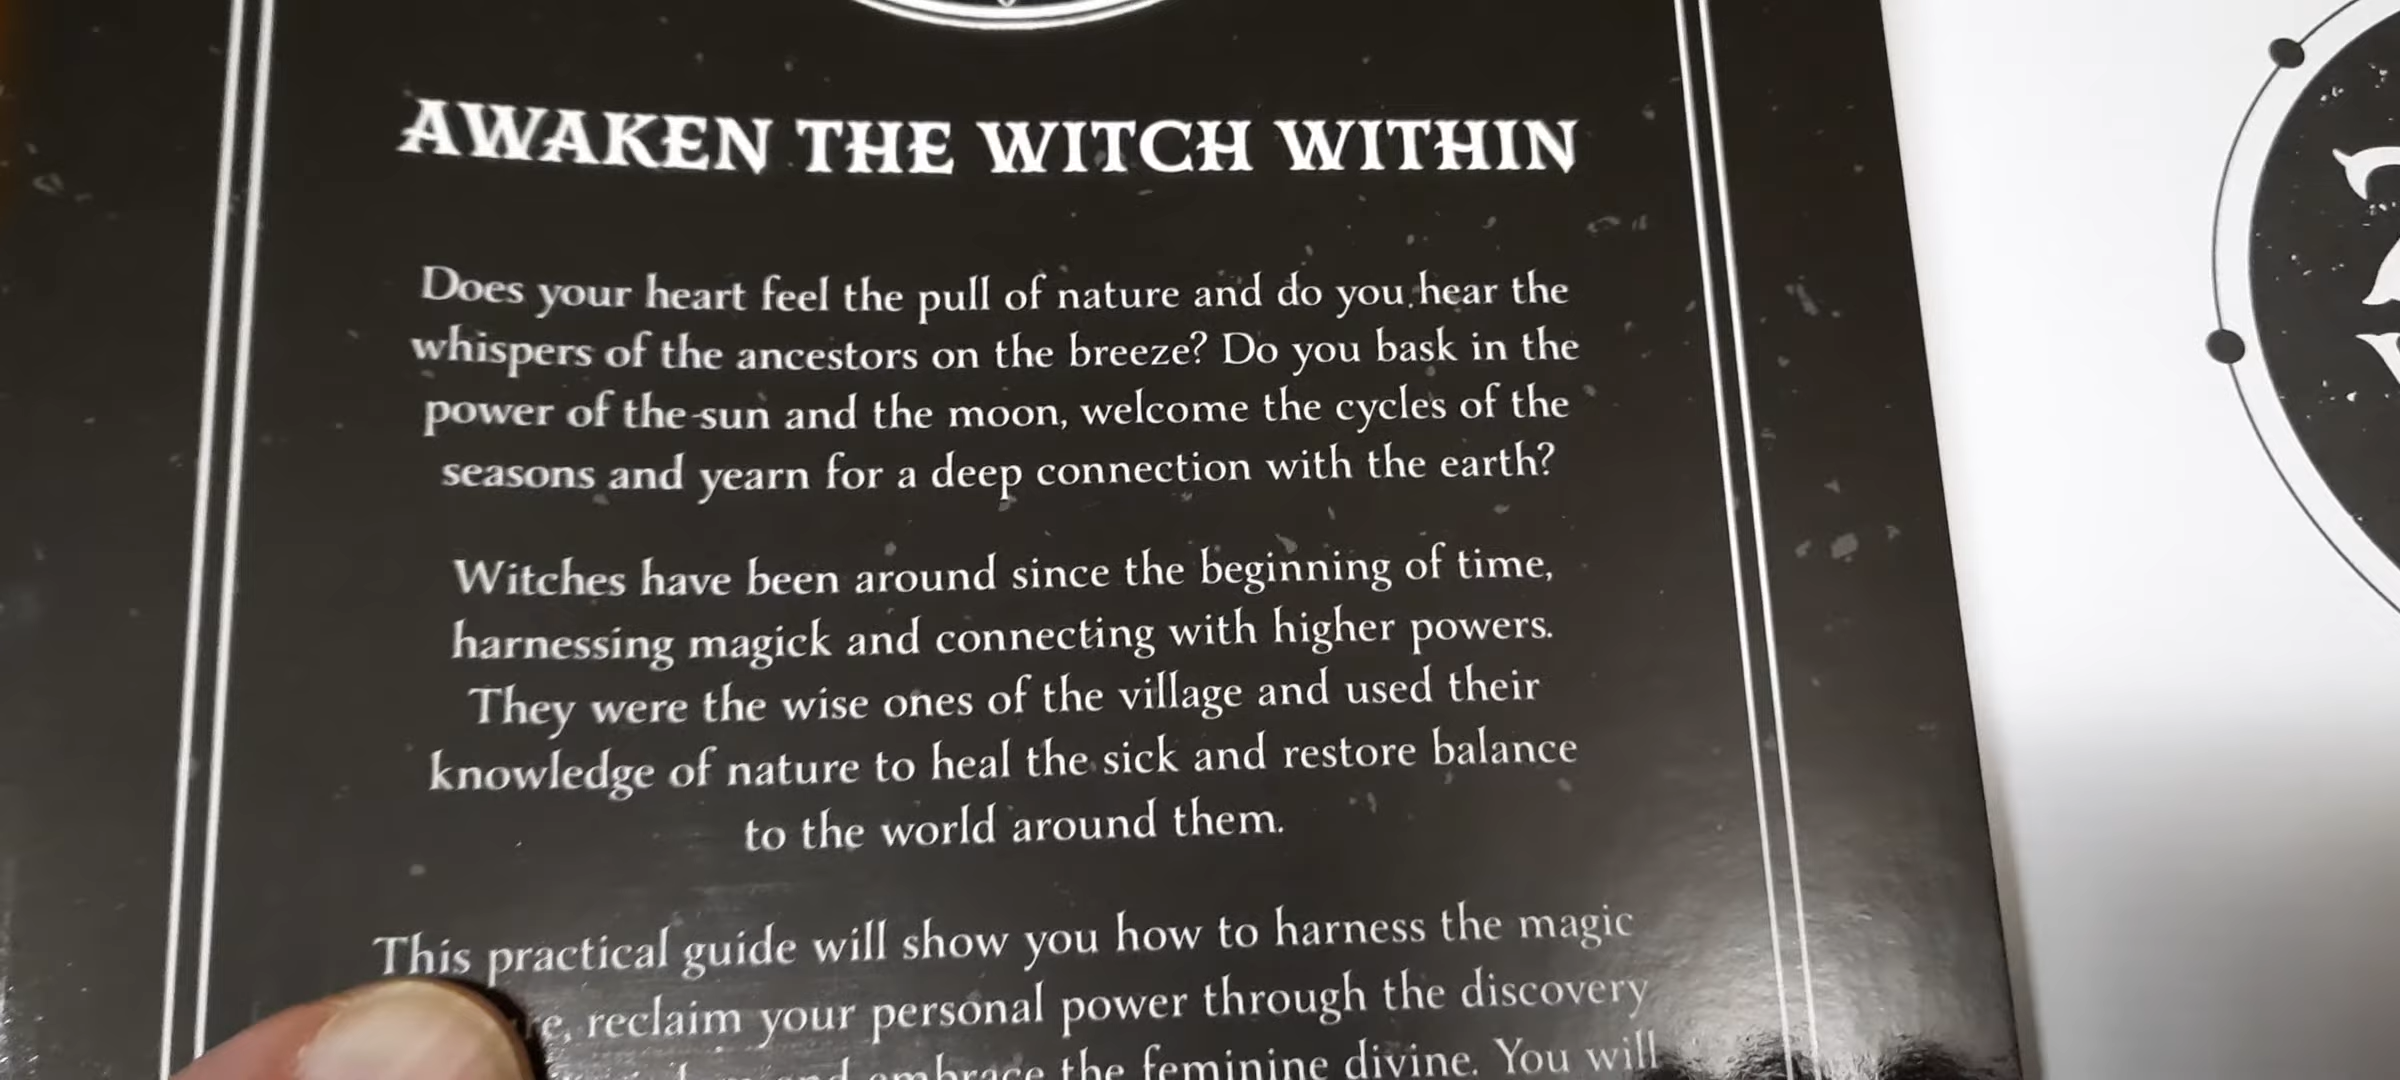 AWAKEN THE WITCH WITHIN
Does your heart feel the pull of nature and do you hear the
whispers of the ancestors on the breeze? Do you bask in the
power of the sun and the moon, welcome the cycles of the
seasons and yearn for a deep connection with the earth?
Witches have been around since the beginning of time,
harnessing magick and connecting with higher powers.
They were the wise ones of the village and used their
knowledge of nature to heal the sick and restore balance
to the world around them.
This practical guide will show you how to harness the magic
reclaim your personal power through the discovery
embrace the feminine divine. You will